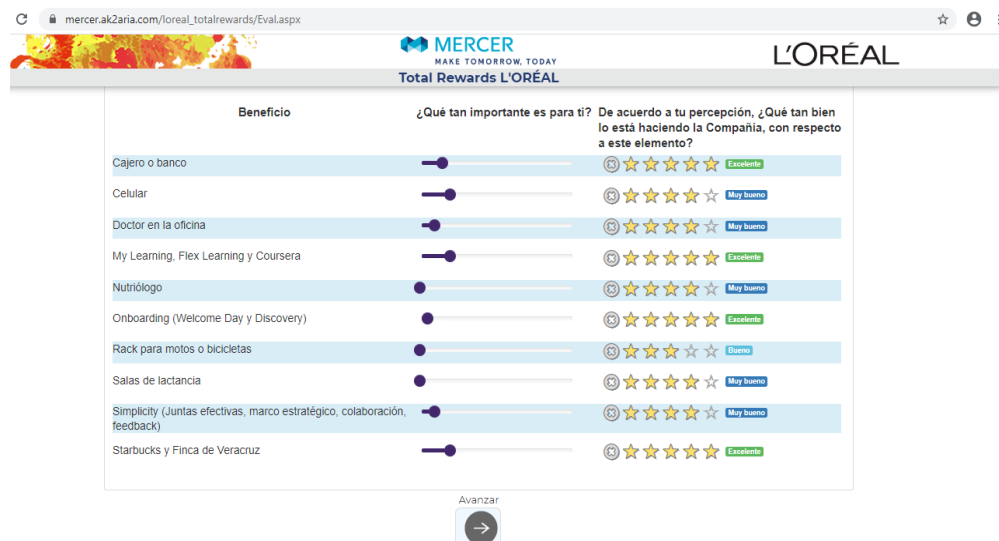 mercer.ak2aria.com/loreal_totalrewards/Eval.aspx
MERCER
MAKE TOMORROW, TODAY
L'ORÉAL
Total Rewards L'ORÉAL
Beneficio ¿Qué tan importante es para ti? De acuerdo a tu percepción, ¿Qué tan bien
lo está haciendo la Compañía, con respecto
a este elemento?
Cajero o banco Excelente
Celular Muy bueno
Doctor en la oficina Muy bueno
My Learning, Flex Learning y Coursera Excelente
Nutriólogo Muy bueno
Onboarding (Welcome Day y Discovery) Excelente
Rack para motos o bicicletas Bueno
Salas de lactancia Muy bueno
Simplicity (Juntas efectivas, marco estratégico, colaboración, Muy bueno
feedback)
Starbucks y Finca de Veracruz Excelente
Avanzar